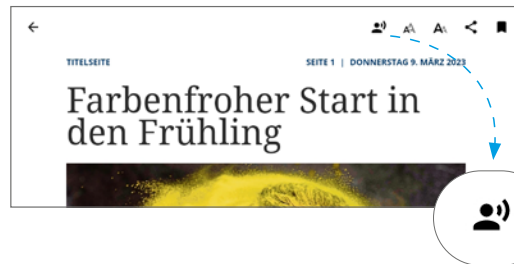 TITELSEITE
SEITE 1 | DONNERSTAG 9. MÄRZ 2023
Farbenfroher Start in
den Frühling